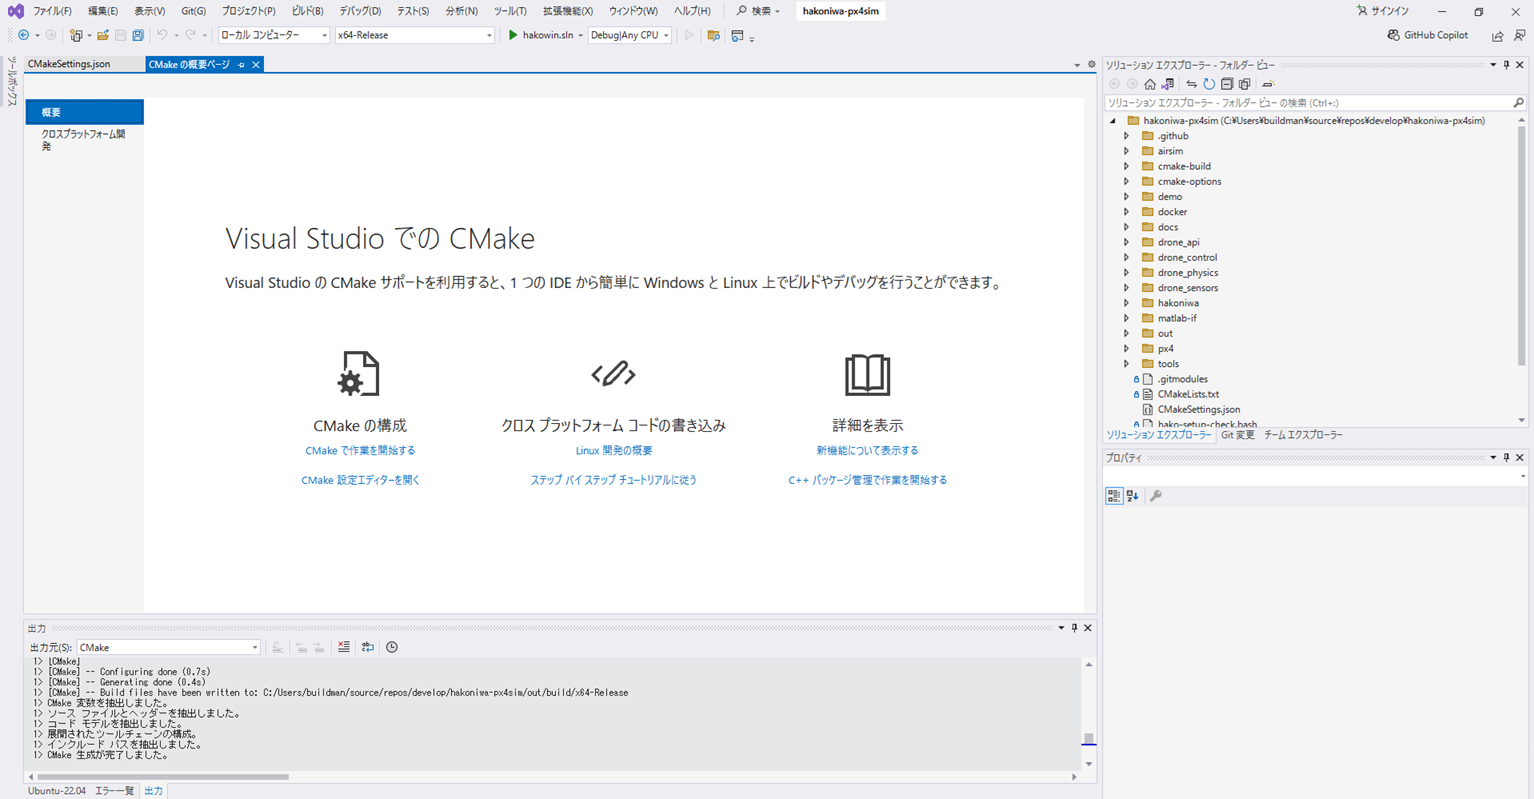 ファイル(F) 編集(E) 表示(V) Git(G) プロジェクト(P) ビルド(B) デバッグ(D) テスト(S) 分析(N) ツール(T) 拡張機能(X) ウィンドウ(W) ヘルプ(H) 検索 hakoniwa-px4sim サインイン
ローカル コンピューター x64-Release hakowin.sln Debug|Any CPU GitHub Copilot
ツールボックス
CMakeSettings.json CMake の概要ページ
概要
クロスプラットフォーム開
発
Visual Studio での CMake
Visual Studio の CMake サポートを利用すると、1 つの IDE から簡単に Windows と Linux 上でビルドやデバッグを行うことができます。
CMake の構成
CMake で作業を開始する
CMake 設定エディターを開く
クロス プラットフォーム コードの書き込み
Linux 開発の概要
ステップ バイ ステップ チュートリアルに従う
詳細を表示
新機能について表示する
C++ パッケージ管理で作業を開始する
出力
出力元(S): CMake
1> [CMake]
1> [CMake] -- Configuring done (0.7s)
1> [CMake] -- Generating done (0.4s)
1> [CMake] -- Build files have been written to: C:/Users/buildman/source/repos/develop/hakoniwa-px4sim/out/build/x64-Release
1> CMake 変数を抽出しました。
1> ソース ファイルとヘッダーを抽出しました。
1> コード モデルを抽出しました。
1> 展開されたツールチェーンの構成。
1> インクルード パスを抽出しました。
1> CMake 生成が完了しました。
Ubuntu-22.04 エラー一覧 出力
ソリューション エクスプローラー - フォルダー ビュー
ソリューション エクスプローラー - フォルダー ビュー の検索 (Ctrl+;)
hakoniwa-px4sim (C:¥Users¥buildman¥source¥repos¥develop¥hakoniwa-px4sim)
.github
airsim
cmake-build
cmake-options
demo
docker
docs
drone_api
drone_control
drone_physics
drone_sensors
hakoniwa
matlab-if
out
px4
tools
.gitmodules
CMakeLists.txt
CMakeSettings.json
hako-setup-check.bash
ソリューション エクスプローラー Git 変更 チーム エクスプローラー
プロパティ